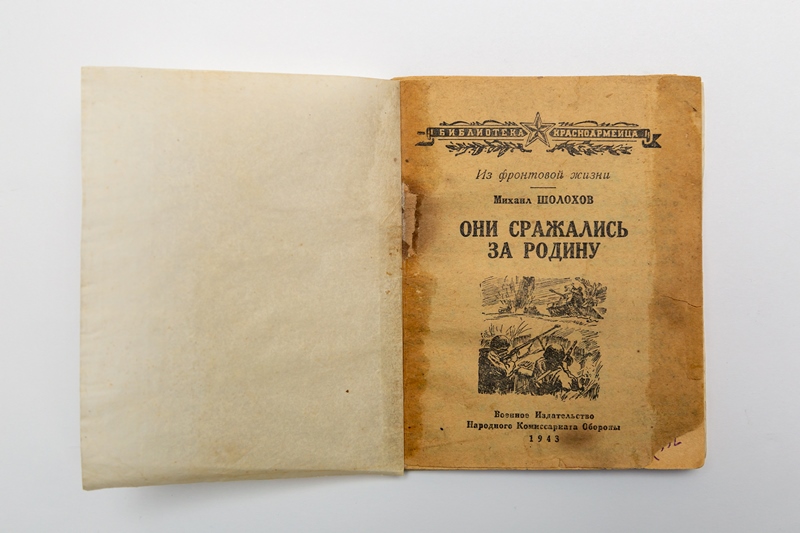 БИБЛИОТЕКА КРАСНОАРМЕЙЦА
Из фронтовой жизни
Михаил ШОЛОХОВ
ОНИ СРАЖАЛИСЬ
ЗА РОДИНУ
Военное Издательство
Народного Комиссариата Обороны
1943